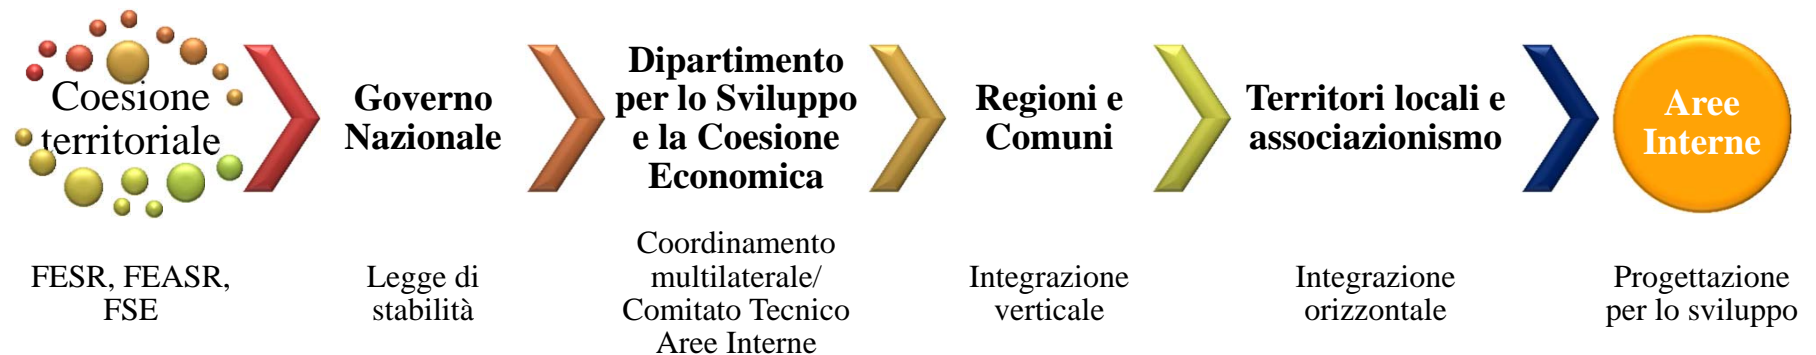 Coesione
territoriale
FESR, FEASR,
FSE
Governo
Nazionale
Legge di
stabilità
Dipartimento
per lo Sviluppo
e la Coesione
Economica
Coordinamento
multilaterale/
Comitato Tecnico
Aree Interne
Regioni e
Comuni
Integrazione
verticale
Territori locali e
associazionismo
Integrazione
orizzontale
Aree
Interne
Progettazione
per lo sviluppo